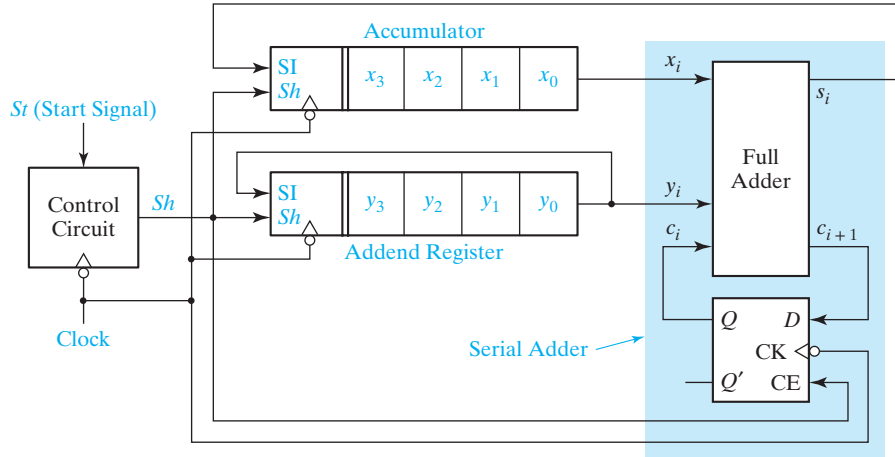 Accumulator
SI
Sh
x3 x2 x1 x0
xi
si
St (Start Signal)
Full
Adder
Control
Circuit
Sh
SI
Sh
y3 y2 y1 y0
yi
ci
ci+1
Addend Register
Clock
Serial Adder
Q D
CK
Q′ CE